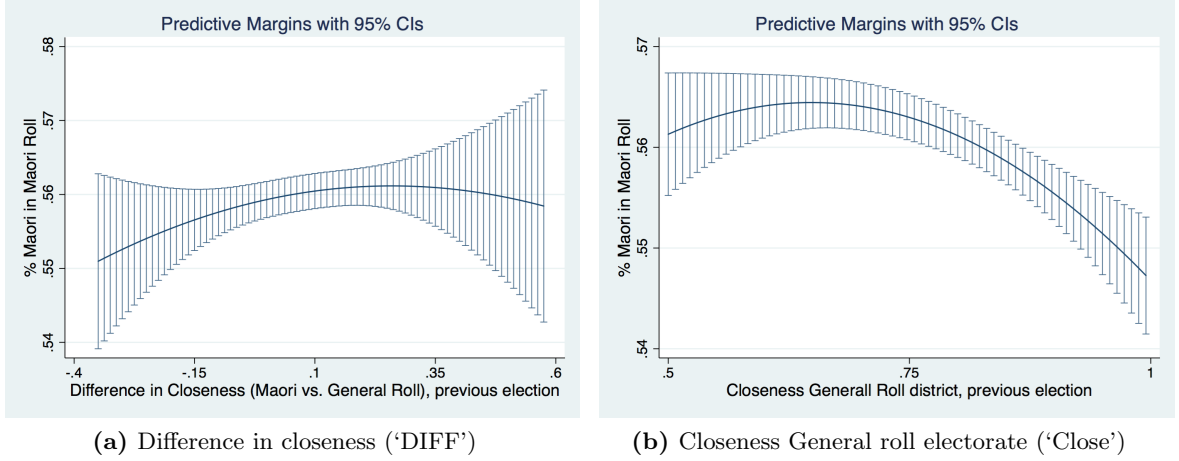 Predictive Margins with 95% CIs
% Maori in Maori Roll
.58
.57
.56
.55
.54
-.4
-.15
.1
.35
.6
Difference in Closeness (Maori vs. General Roll), previous election
(a) Difference in closeness (‘DIFF’)
Predictive Margins with 95% CIs
% Maori in Maori Roll
.57
.56
.55
.54
.5
.75
1
Closeness Generall Roll district, previous election
(b) Closeness General roll electorate (‘Close’)